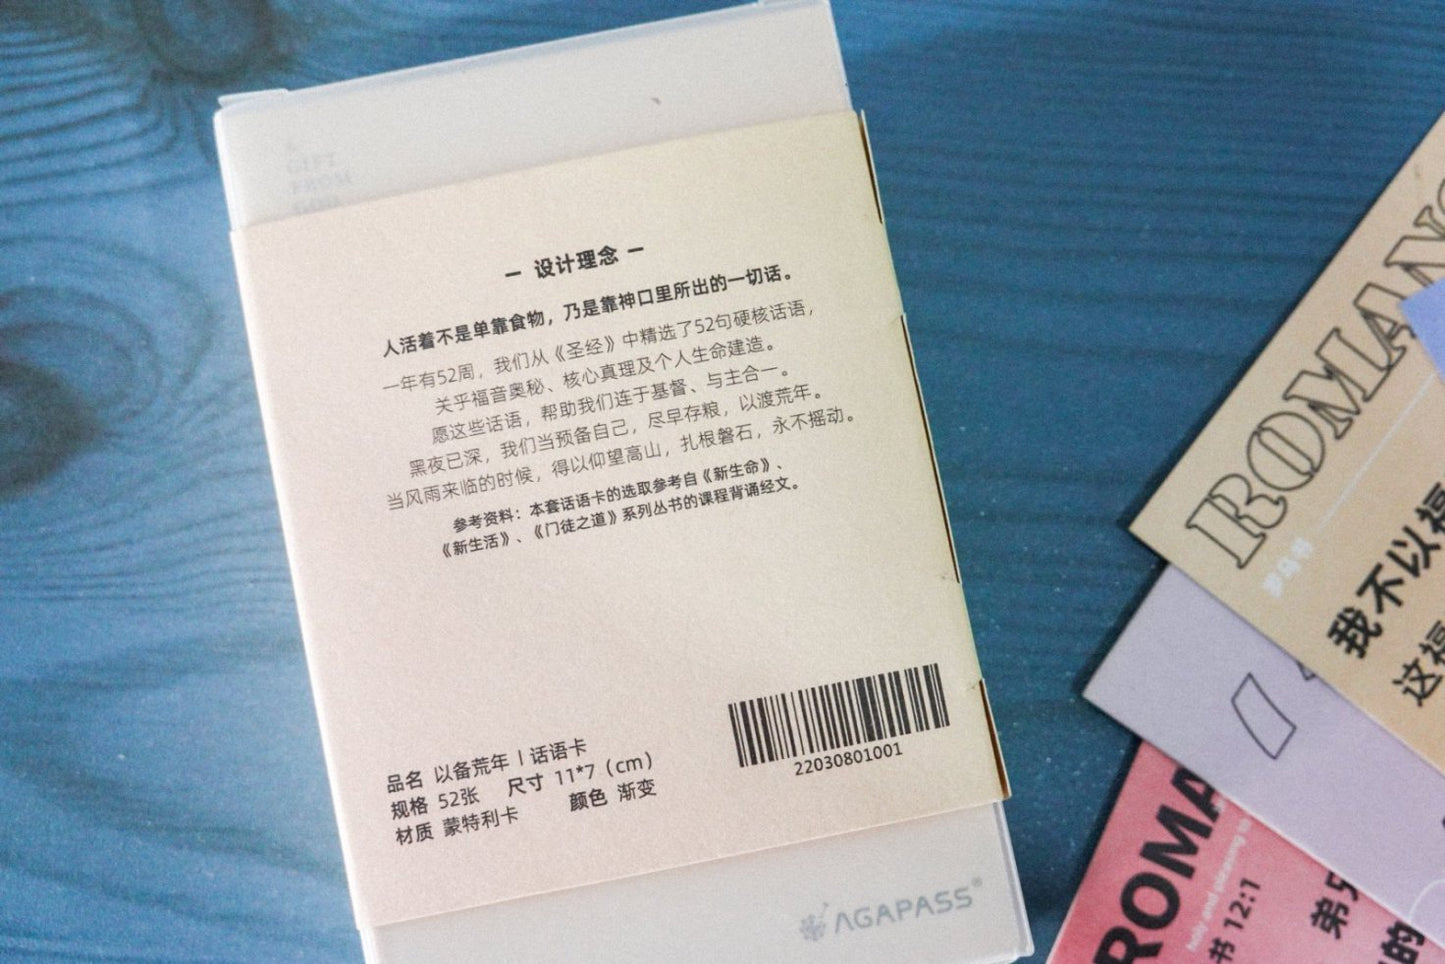 GIFT
FROM
— 设计理念 —
人活着不是单靠食物，乃是靠神口里所出的一切话。
一年有52周，我们从《圣经》中精选了52句硬核话语，
关乎福音奥秘、核心真理及个人生命建造。
愿这些话语，帮助我们连于基督、与主合一。
黑夜已深，我们当预备自己，尽早存粮，以渡荒年。
当风雨来临的时候，得以仰望高山，扎根磐石，永不摇动。
参考资料：本套话语卡的选取参考自《新生命》、
《新生活》、《门徒之道》系列丛书的课程背诵经文。
品名 以备荒年 | 话语卡
规格 52张 尺寸 11*7（cm）
材质 蒙特利卡 颜色 渐变
22030801001
AGAPASS®
ROMAN
罗马书
我不以福
这福
ROMA
holy and pleasing to
书 12:1
弟兄
的